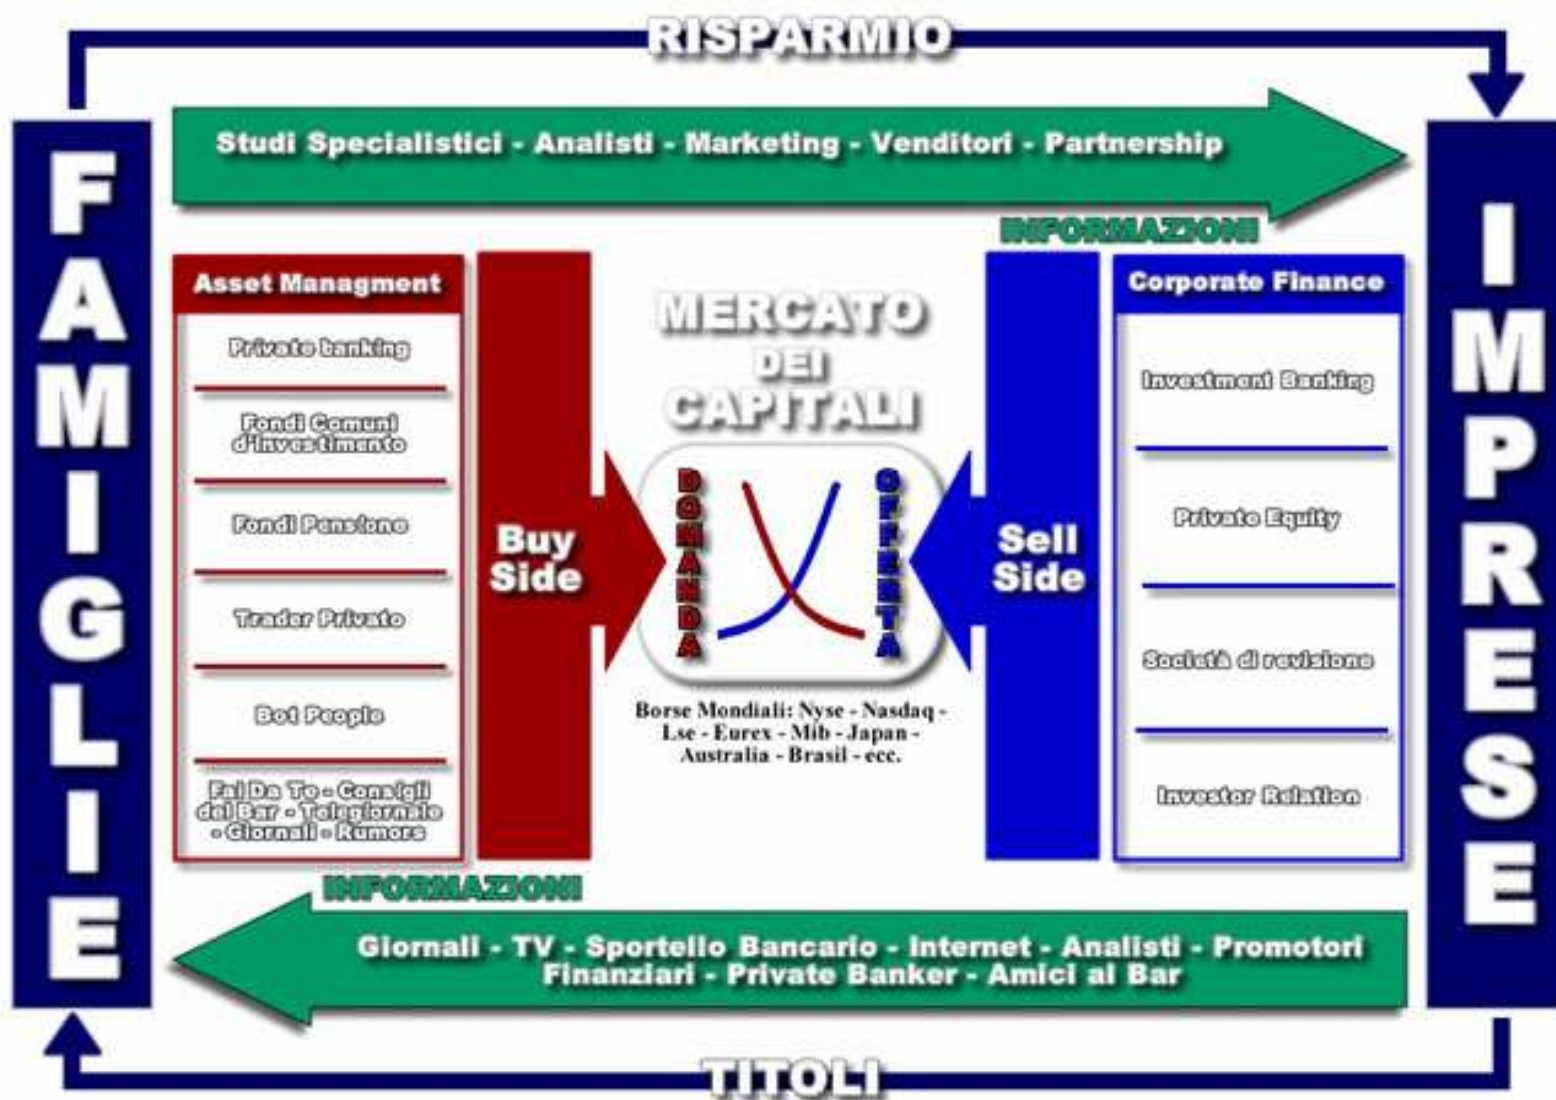 RISPARMIO
FAMIGLIE
Studi Specialistici - Analisti - Marketing - Venditori - Partnership
INFORMAZIONI
IMPRESE
Asset Managment
Private banking
Fondi Comuni
d'investimento
Fondi Pensione
Trader Privato
Bot People
Fai Da Te - Consigli
del Bar - Telegiornale
- Giornali - Rumors
Buy
Side
MERCATO
DEI
CAPITALI
DOMANDA
OFFERTA
Borse Mondiali: Nyse - Nasdaq -
Lse - Eurex - Mib - Japan -
Australia - Brasil - ecc.
Sell
Side
Corporate Finance
Investment Banking
Private Equity
Società di revisione
Investor Relation
INFORMAZIONI
Giornali - TV - Sportello Bancario - Internet - Analisti - Promotori
Finanziari - Private Banker - Amici al Bar
TITOLI